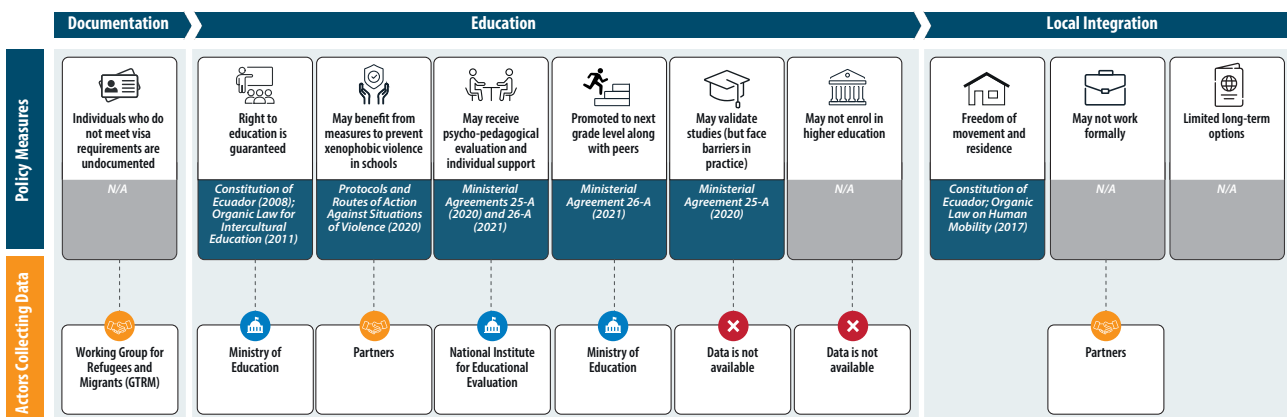 Documentation
Education
Local Integration
Policy Measures
Individuals who do
not meet visa
requirements are
undocumented
N/A
Right to
education is
guaranteed
Constitution of
Ecuador (2008);
Organic Law for
Intercultural
Education (2011)
May benefit from
measures to prevent
xenophobic violence
in schools
Protocols and
Routes of Action
Against Situations
of Violence (2020)
May receive
psycho-pedagogical
evaluation and
individual support
Ministerial
Agreements 25-A
(2020) and 26-A
(2021)
Promoted to next
grade level along
with peers
Ministerial
Agreement 26-A
(2021)
May validate
studies (but face
barriers in
practice)
Ministerial
Agreement 25-A
(2020)
May not enrol in
higher education
N/A
Freedom of
movement and
residence
Constitution of
Ecuador; Organic
Law on Human
Mobility (2017)
May not work
formally
N/A
Limited long-term
options
N/A
Actors Collecting Data
Working Group for
Refugees and
Migrants (GTRM)
Ministry of
Education
Partners
National Institute
for Educational
Evaluation
Ministry of
Education
Data is not
available
Data is not
available
Partners